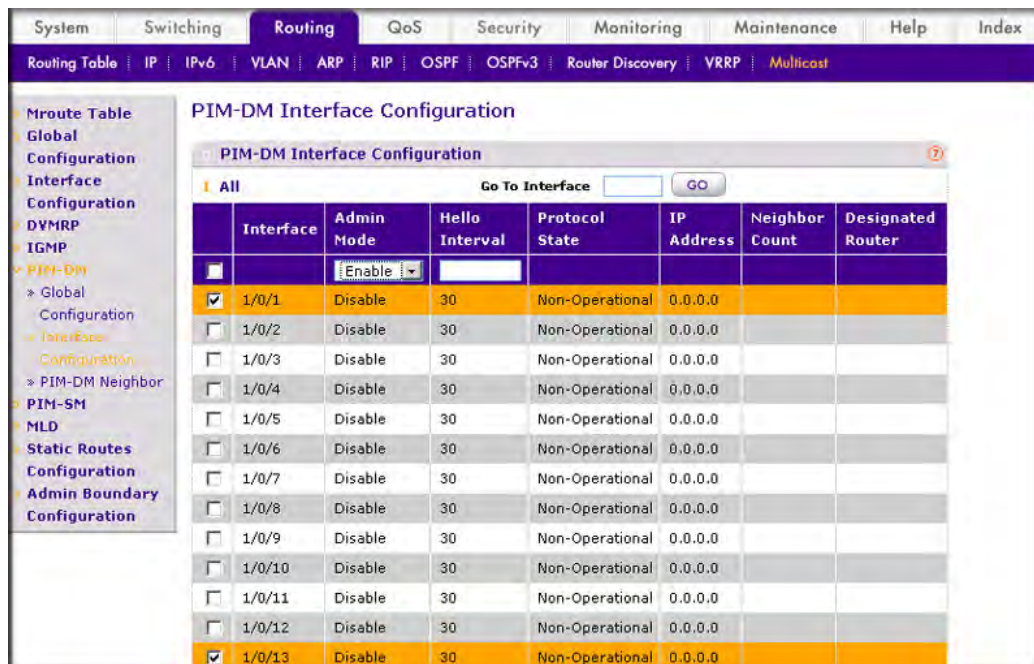 System Switching Routing QoS Security Monitoring Maintenance Help Index
Routing Table IP IPv6 VLAN ARP RIP OSPF OSPFv3 Router Discovery VRRP Multicast
Mroute Table
Global
Configuration
Interface
Configuration
DVMRP
IGMP
PIM-DM
» Global
Configuration
» Interface
Configuration
» PIM-DM Neighbor
PIM-SM
MLD
Static Routes
Configuration
Admin Boundary
Configuration
PIM-DM Interface Configuration
PIM-DM Interface Configuration ?
1 All Go To Interface GO
Interface Admin Mode Hello Interval Protocol State IP Address Neighbor Count Designated Router
Enable
1/0/1 Disable 30 Non-Operational 0.0.0.0
1/0/2 Disable 30 Non-Operational 0.0.0.0
1/0/3 Disable 30 Non-Operational 0.0.0.0
1/0/4 Disable 30 Non-Operational 0.0.0.0
1/0/5 Disable 30 Non-Operational 0.0.0.0
1/0/6 Disable 30 Non-Operational 0.0.0.0
1/0/7 Disable 30 Non-Operational 0.0.0.0
1/0/8 Disable 30 Non-Operational 0.0.0.0
1/0/9 Disable 30 Non-Operational 0.0.0.0
1/0/10 Disable 30 Non-Operational 0.0.0.0
1/0/11 Disable 30 Non-Operational 0.0.0.0
1/0/12 Disable 30 Non-Operational 0.0.0.0
1/0/13 Disable 30 Non-Operational 0.0.0.0